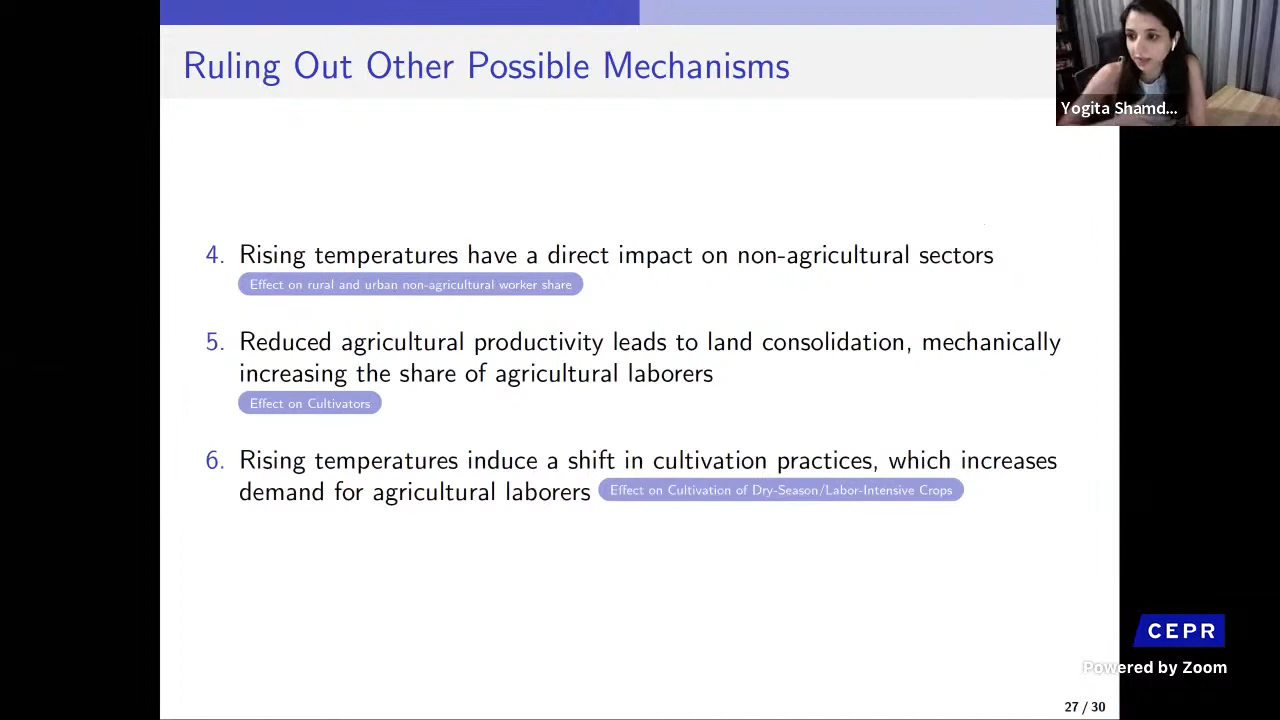 Ruling Out Other Possible Mechanisms
Yogita Shamd...
4. Rising temperatures have a direct impact on non-agricultural sectors
Effect on rural and urban non-agricultural worker share
5. Reduced agricultural productivity leads to land consolidation, mechanically
increasing the share of agricultural laborers
Effect on Cultivators
6. Rising temperatures induce a shift in cultivation practices, which increases
demand for agricultural laborers Effect on Cultivation of Dry-Season/Labor-Intensive Crops
CEPR
Powered by Zoom
27 / 30